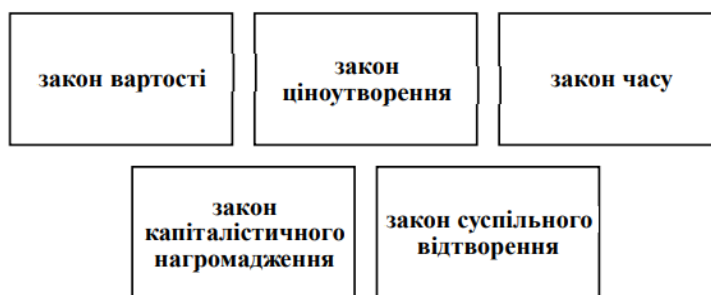 закон вартості
закон
ціноутворення
закон часу
закон
капіталістичного
нагромадження
закон суспільного
відтворення